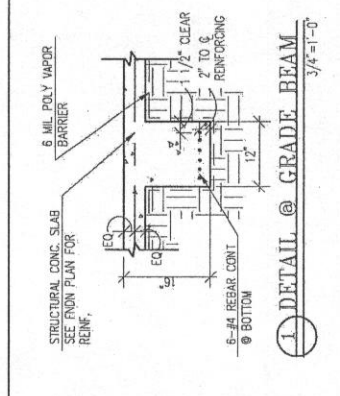 STRUCTURAL CONC. SLAB
SEE FNDN PLAN FOR
REINF,
6 MIL POLY VAPOR
BARRIER
EQ
EQ
16"
1 1/2" CLEAR
2" TO ℄
REINFORCING
12"
6-#4 REBAR CONT
@ BOTTOM
1 DETAIL @ GRADE BEAM
3/4"=1'-0"